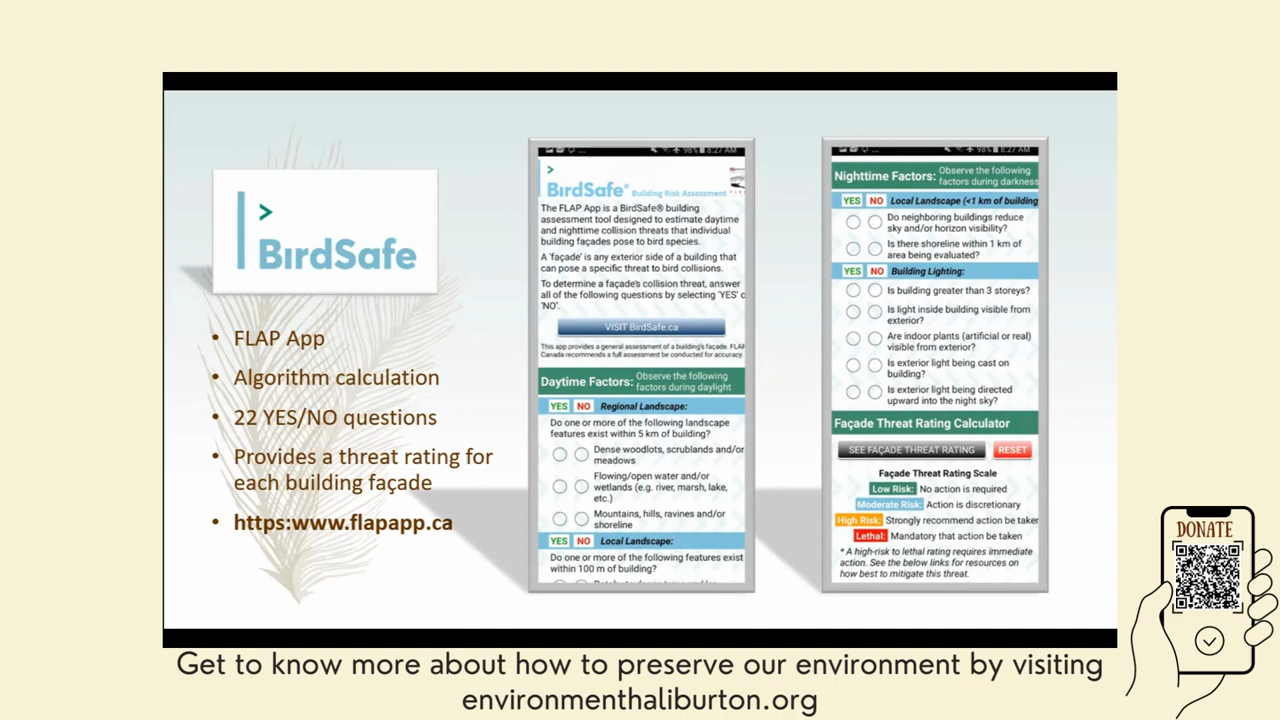 >
BirdSafe
• FLAP App
• Algorithm calculation
• 22 YES/NO questions
• Provides a threat rating for
each building façade
• https:www.flapapp.ca
98% 8:27 AM
>
BirdSafe® Building Risk Assessment
The FLAP App is a BirdSafe® building
assessment tool designed to estimate daytime
and nighttime collision threats that individual
building façades pose to bird species.
A 'façade' is any exterior side of a building that
can pose a specific threat to bird collisions.
To determine a façade's collision threat, answer
all of the following questions by selecting 'YES' o
'NO'.
VISIT BirdSafe.ca
This app provides a general assessment of a building's façade. FLAP
Canada recommends a full assessment be conducted for accuracy.
Daytime Factors: Observe the following
factors during daylight
YES NO Regional Landscape:
Do one or more of the following landscape
features exist within 5 km of building?
Dense woodlots, scrublands and/or
meadows
Flowing/open water and/or
wetlands (e.g. river, marsh, lake,
etc.)
Mountains, hills, ravines and/or
shoreline
YES NO Local Landscape:
Do one or more of the following features exist
within 100 m of building?
98% 8:27 AM
Nighttime Factors: Observe the following
factors during darkness
YES NO Local Landscape (<1 km of building
Do neighboring buildings reduce
sky and/or horizon visibility?
Is there shoreline within 1 km of
area being evaluated?
YES NO Building Lighting:
Is building greater than 3 storeys?
Is light inside building visible from
exterior?
Are indoor plants (artificial or real)
visible from exterior?
Is exterior light being cast on
building?
Is exterior light being directed
upward into the night sky?
Façade Threat Rating Calculator
SEE FAÇADE THREAT RATING RESET
Façade Threat Rating Scale
Low Risk: No action is required
Moderate Risk: Action is discretionary
High Risk: Strongly recommend action be taken
Lethal: Mandatory that action be taken
* A high-risk to lethal rating requires immediate
action. See the below links for resources on
how best to mitigate this threat.
DONATE
Get to know more about how to preserve our environment by visiting
environmenthaliburton.org